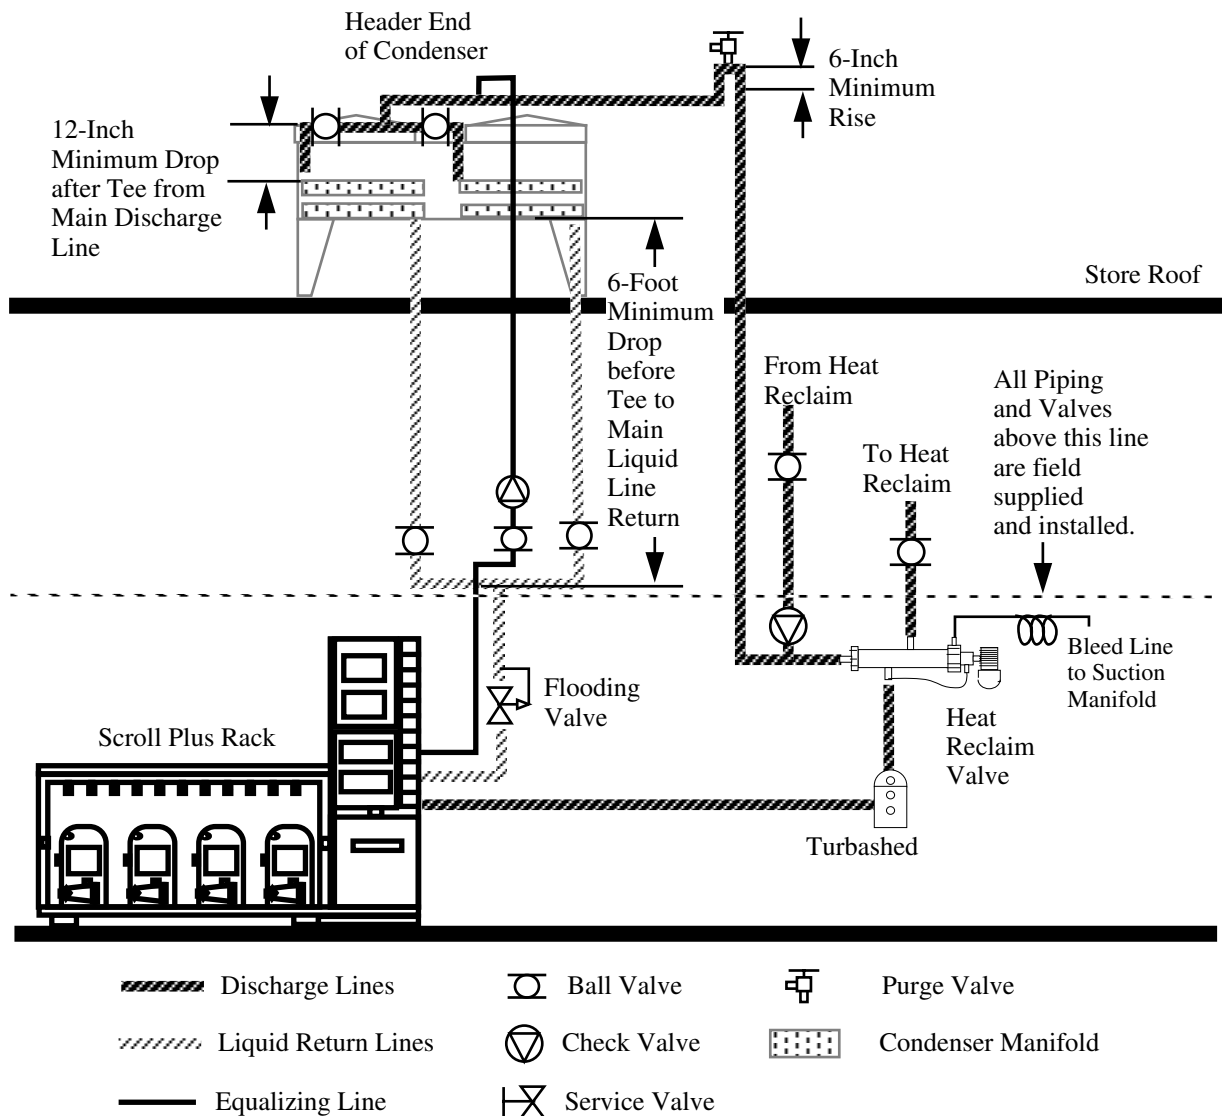 Header End
of Condenser
6-Inch
Minimum
Rise
12-Inch
Minimum Drop
after Tee from
Main Discharge
Line
Store Roof
6-Foot
Minimum
Drop
before
Tee to
Main
Liquid
Line
Return
From Heat
Reclaim
To Heat
Reclaim
All Piping
and Valves
above this line
are field
supplied
and installed.
Bleed Line
to Suction
Manifold
Flooding
Valve
Heat
Reclaim
Valve
Scroll Plus Rack
Turbashed
Discharge Lines
Ball Valve
Purge Valve
Liquid Return Lines
Check Valve
Condenser Manifold
Equalizing Line
Service Valve